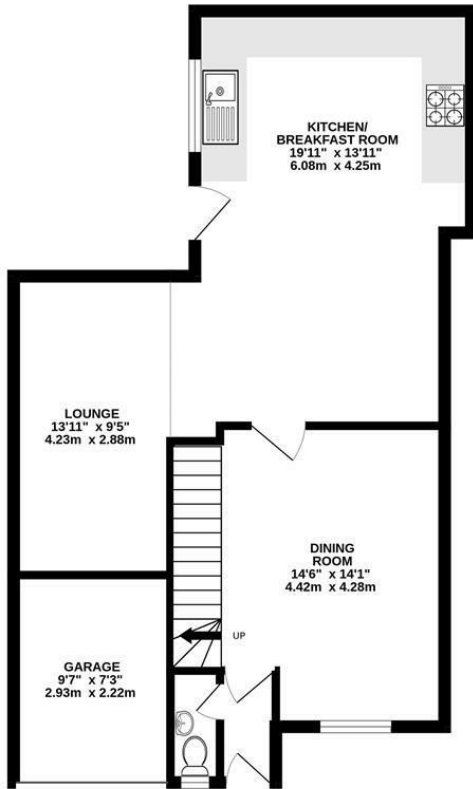 KITCHEN/
BREAKFAST ROOM
19'11" x 13'11"
6.08m x 4.25m
LOUNGE
13'11" x 9'5"
4.23m x 2.88m
DINING
ROOM
14'6" x 14'1"
4.42m x 4.28m
UP
GARAGE
9'7" x 7'3"
2.93m x 2.22m